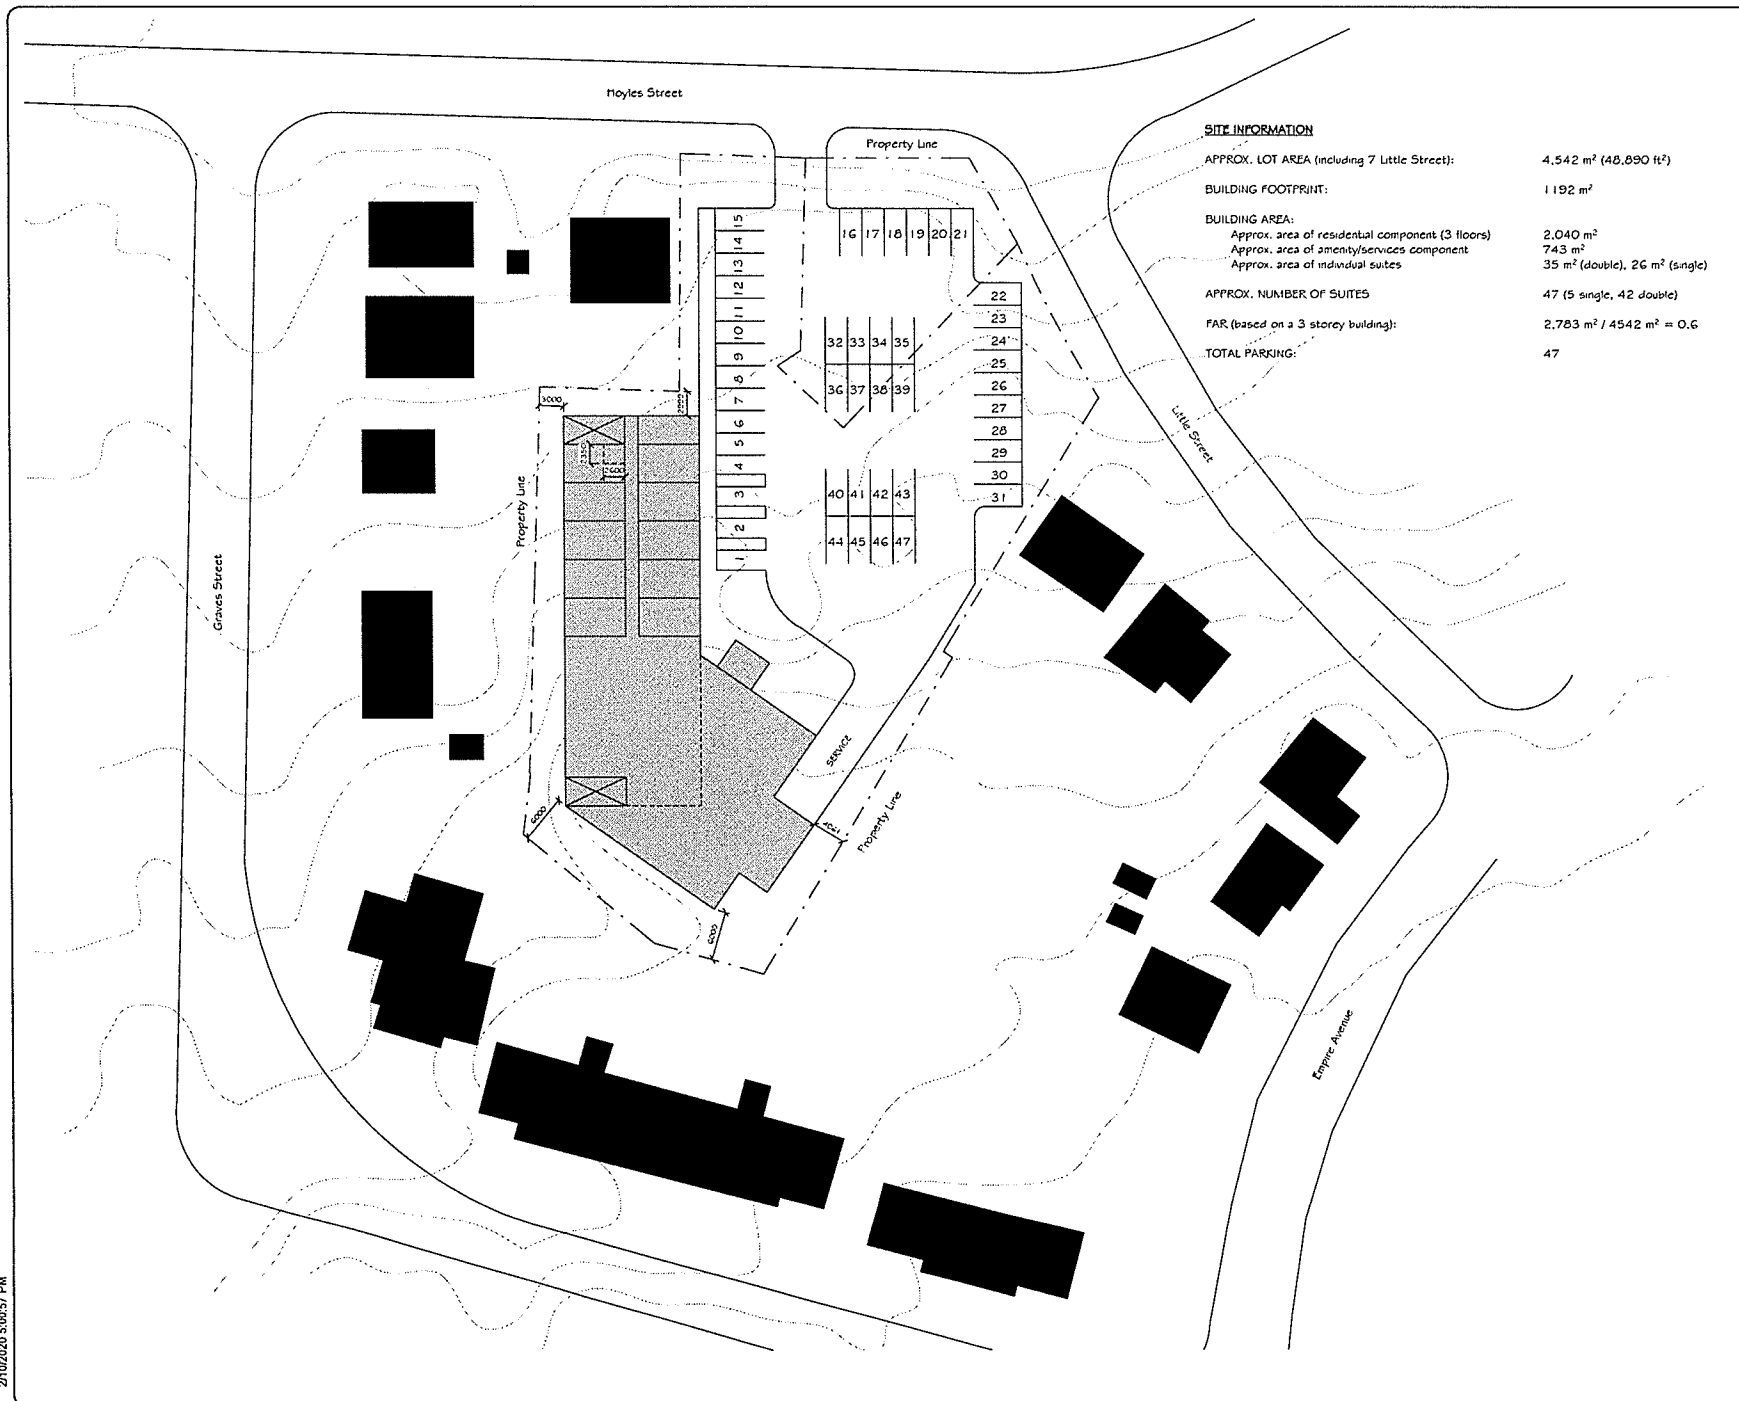 Hoyles Street
Property Line
SITE INFORMATION
APPROX. LOT AREA (including 7 Little Street): 4,542 m² (48,890 ft²)
BUILDING FOOTPRINT: 1192 m²
BUILDING AREA:
Approx. area of residential component (3 floors) 2,040 m²
Approx. area of amenity/services component 743 m²
Approx. area of individual suites 35 m² (double), 26 m² (single)
APPROX. NUMBER OF SUITES 47 (5 single, 42 double)
FAR (based on a 3 storey building): 2,783 m² / 4542 m² = 0.6
TOTAL PARKING: 47
15
14
13
12
11
10
9
8
7
6
5
4
3
2
1
16 17 18 19 20 21
22
23
24
25
26
27
28
29
30
31
32 33 34 35
36 37 38 39
40 41 42 43
44 45 46 47
3000
Little Street
Property Line
Graves Street
SERVICE
6000
Property Line
6000
Empire Avenue
2/10/2020 5:00:57 PM